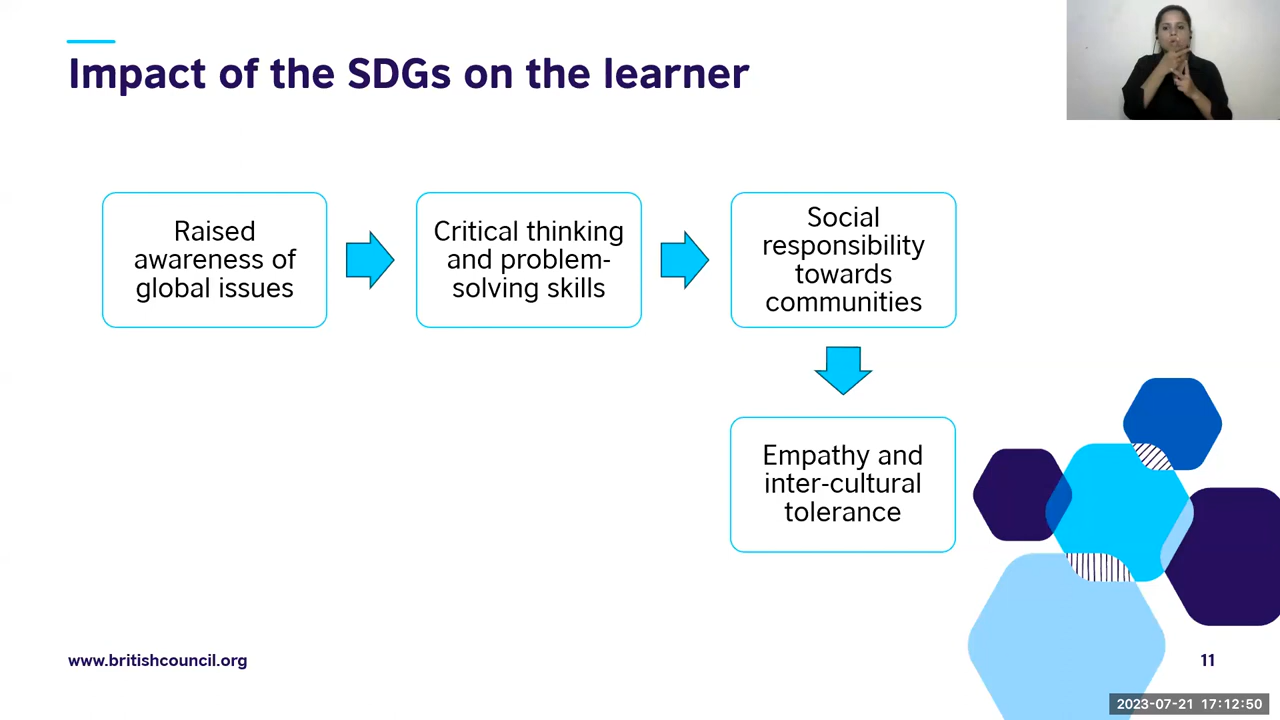 Impact of the SDGs on the learner
Raised
awareness of
global issues
Critical thinking
and problem-
solving skills
Social
responsibility
towards
communities
Empathy and
inter-cultural
tolerance
www.britishcouncil.org
11
2023-07-21 17:12:50